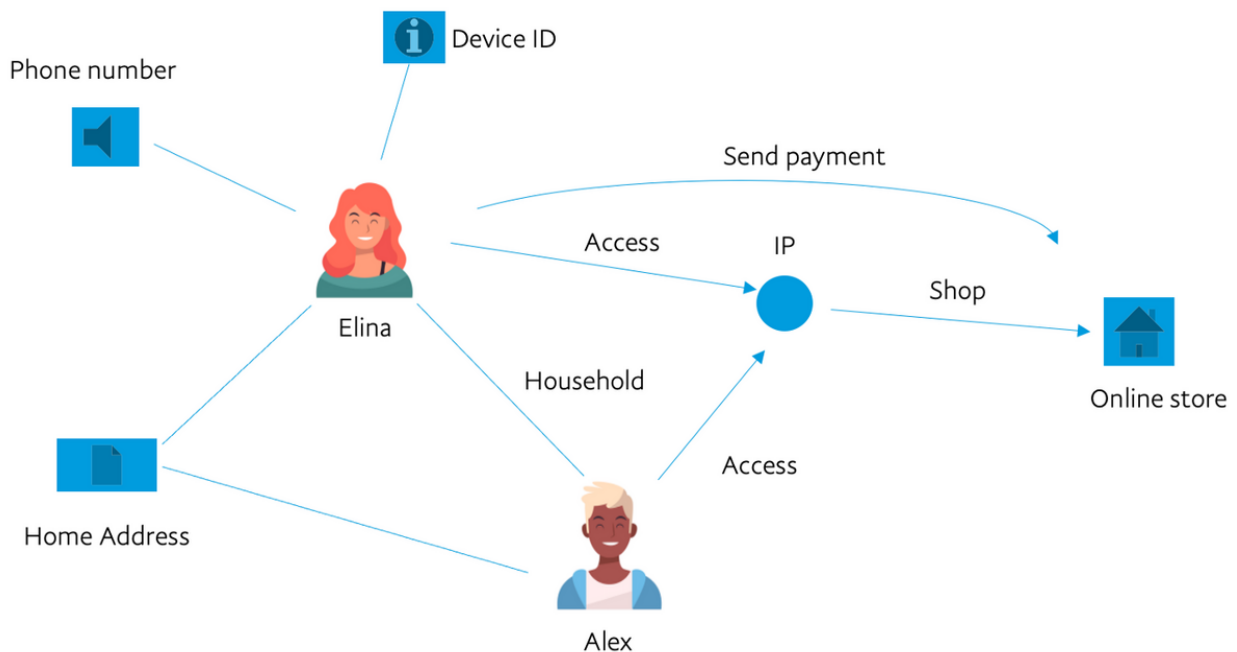 Device ID
Phone number
Send payment
Access
IP
Shop
Elina
Household
Online store
Access
Home Address
Alex